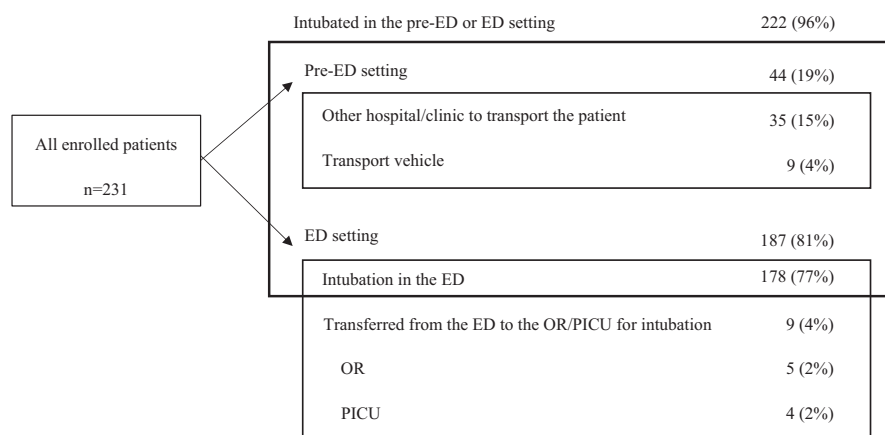 Intubated in the pre-ED or ED setting 222 (96%)
Pre-ED setting 44 (19%)
Other hospital/clinic to transport the patient 35 (15%)
Transport vehicle 9 (4%)
All enrolled patients
n=231
ED setting 187 (81%)
Intubation in the ED 178 (77%)
Transferred from the ED to the OR/PICU for intubation 9 (4%)
OR 5 (2%)
PICU 4 (2%)